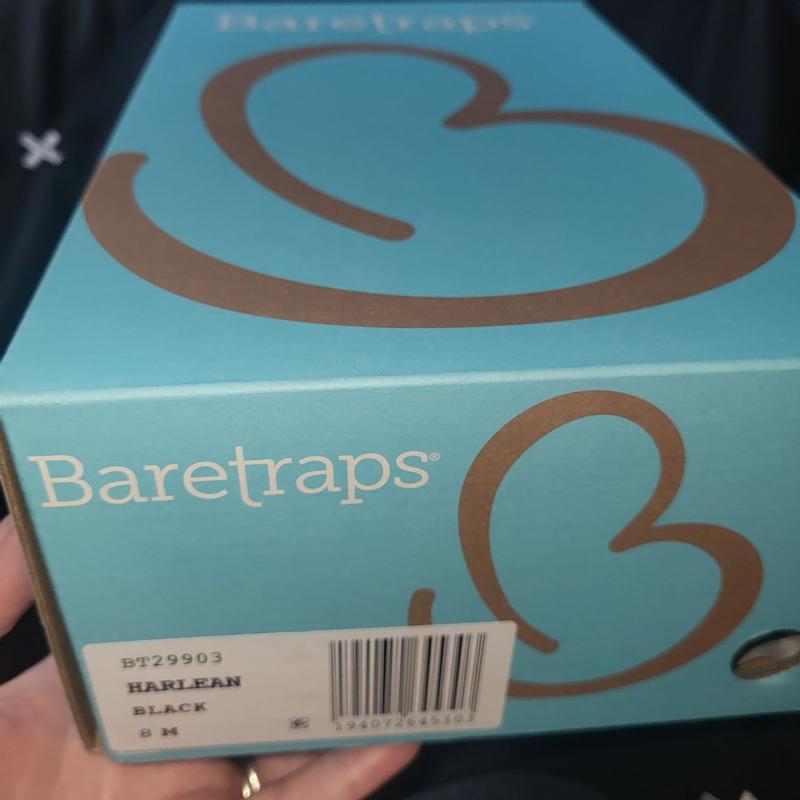 Baretraps
Baretraps®
BT29903
HARLEAN
BLACK
8 M
194072645303